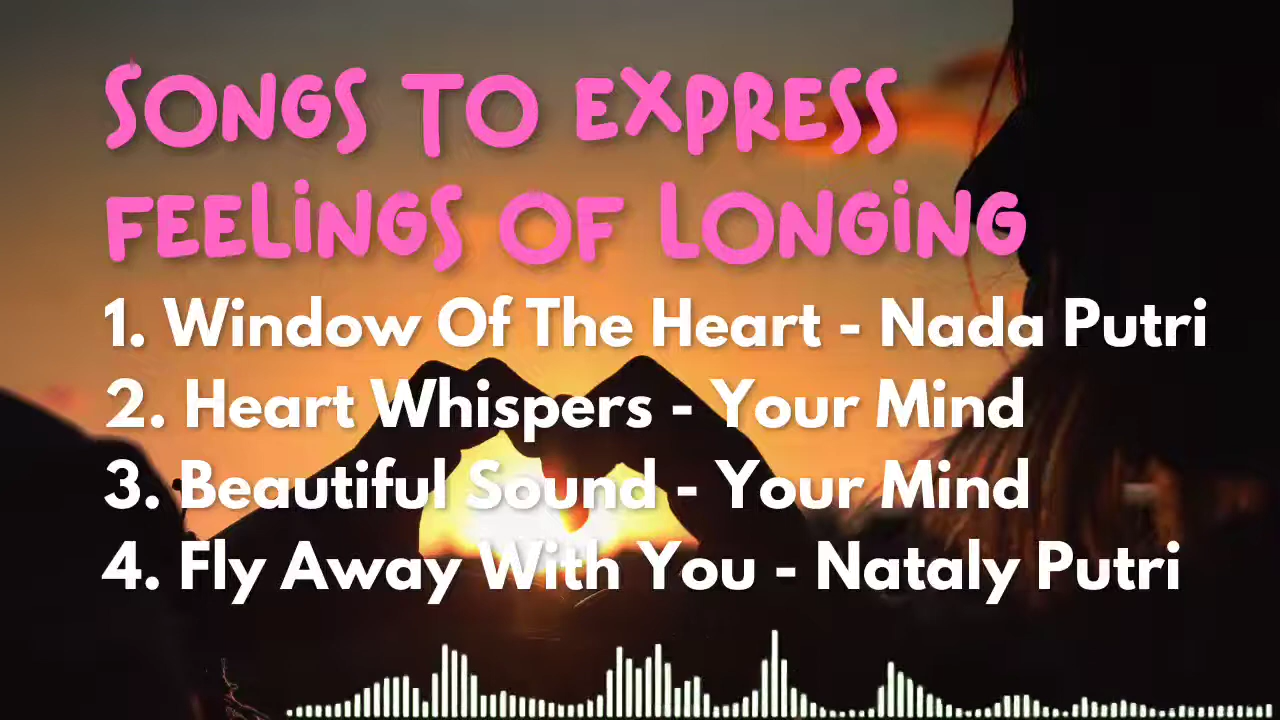 SONGS TO EXPRESS
FEELINGS OF LONGING
1. Window Of The Heart - Nada Putri
2. Heart Whispers - Your Mind
3. Beautiful Sound - Your Mind
4. Fly Away With You - Nataly Putri